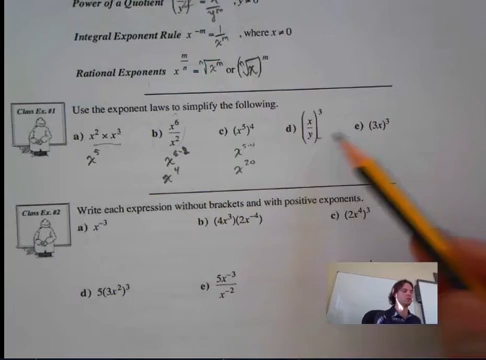 Power of a Quotient (x/y)^m = x^m/y^m, y≠0
Integral Exponent Rule x^-m = 1/x^m, where x ≠ 0
Rational Exponents x^(m/n) = ⁿ√x^m or (ⁿ√x)^m
Class Ex. #1
Use the exponent laws to simplify the following.
a) x² × x³ b) x⁶/x² c) (x⁵)⁴ d) (x/y)³ e) (3x)³
x⁵ x⁶⁻²
x⁴ x²⁰
Class Ex. #2
Write each expression without brackets and with positive exponents.
a) x⁻³ b) (4x³)(2x⁻⁴) c) (2x⁴)³
d) 5(3x²)³ e) 5x⁻³/x⁻²